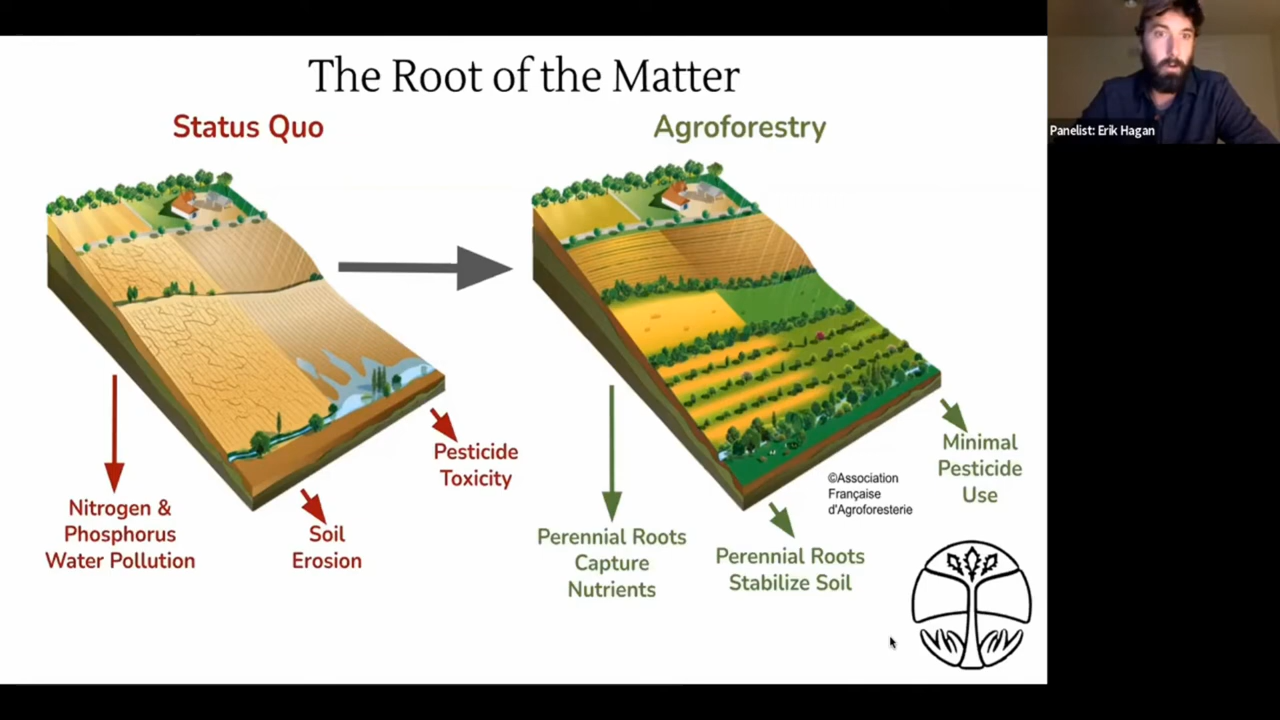 The Root of the Matter
Status Quo
Agroforestry
Panelist: Erik Hagan
Nitrogen &
Phosphorus
Water Pollution
Soil
Erosion
Pesticide
Toxicity
Perennial Roots
Capture
Nutrients
Perennial Roots
Stabilize Soil
Minimal
Pesticide
Use
©Association
Française
d'Agroforesterie